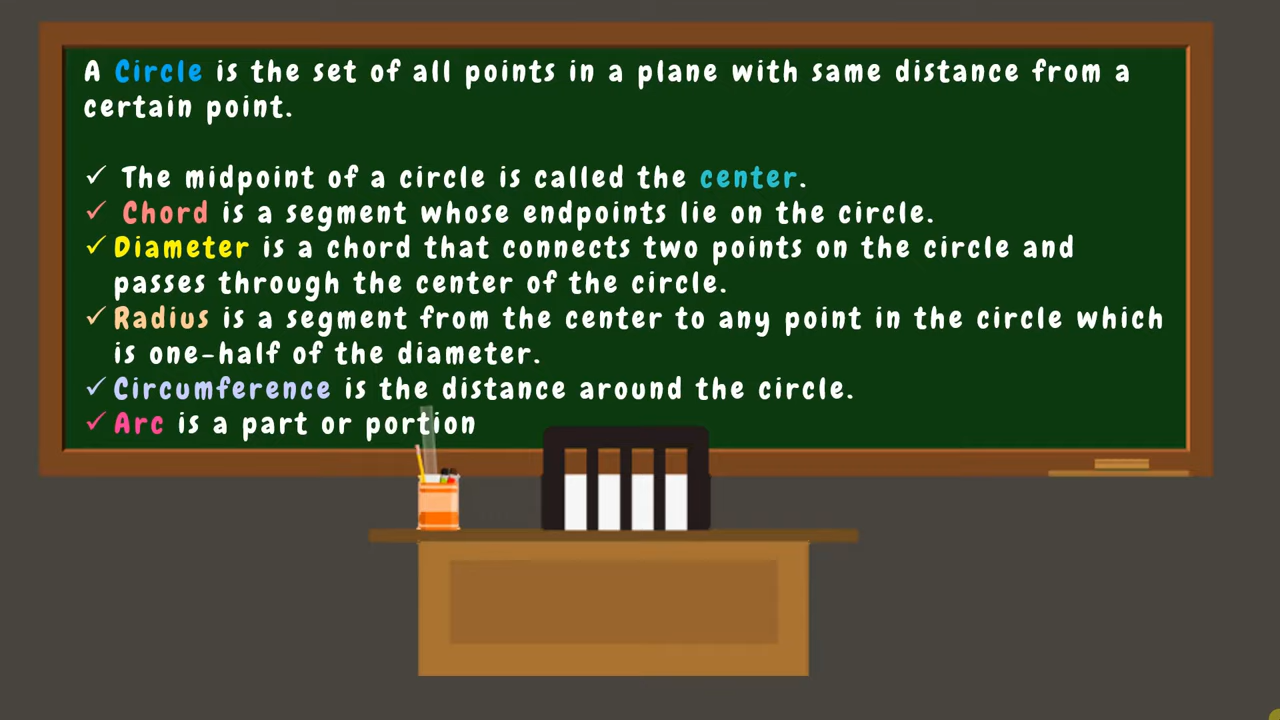 A Circle is the set of all points in a plane with same distance from a
certain point.
✓ The midpoint of a circle is called the center.
✓ Chord is a segment whose endpoints lie on the circle.
✓ Diameter is a chord that connects two points on the circle and
passes through the center of the circle.
✓ Radius is a segment from the center to any point in the circle which
is one-half of the diameter.
✓ Circumference is the distance around the circle.
✓ Arc is a part or portion